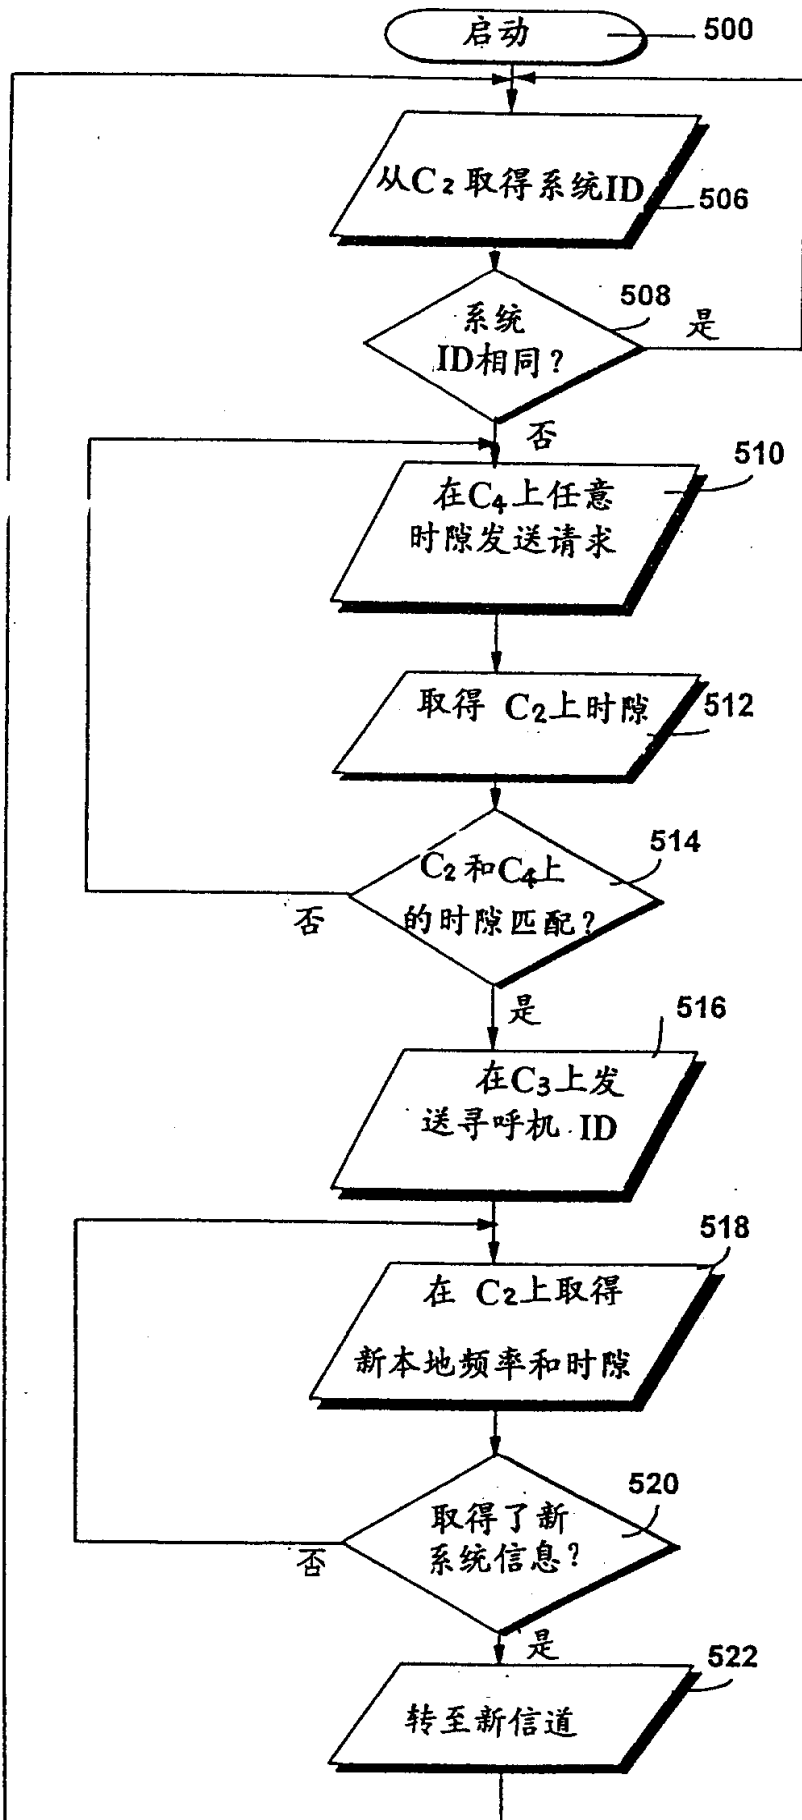 启动
500
从C₂取得系统ID
506
508
系统
ID相同？
是
否
510
在C₄上任意
时隙发送请求
取得 C₂上时隙
512
514
C₂和C₄上
的时隙匹配？
否
是
516
在C₃上发
送寻呼机 ID
518
在 C₂上取得
新本地频率和时隙
520
取得了新
系统信息？
否
是
522
转至新信道